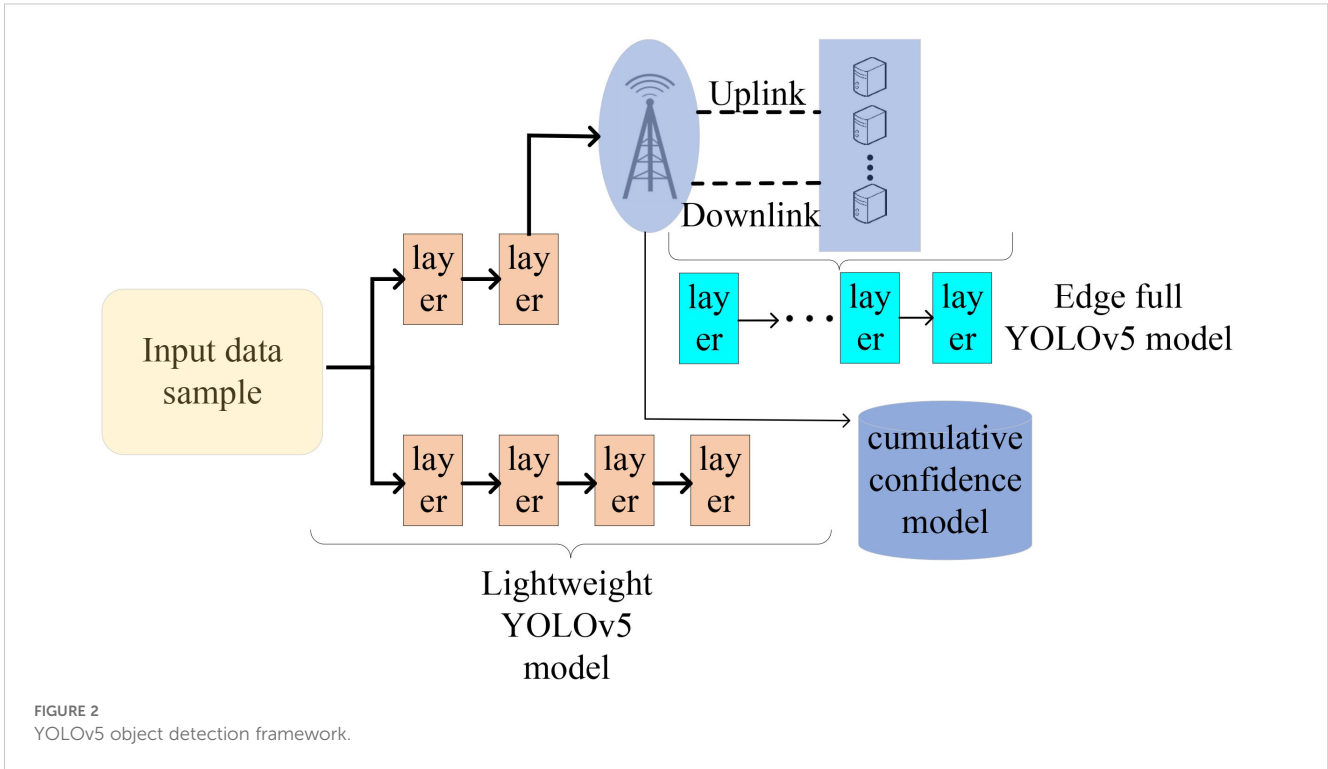 Uplink
Downlink
lay
er
lay
er
lay
er
lay
er
lay
er
Edge full
YOLOv5 model
Input data
sample
lay
er
lay
er
lay
er
lay
er
cumulative
confidence
model
Lightweight
YOLOv5
model
FIGURE 2
YOLOv5 object detection framework.